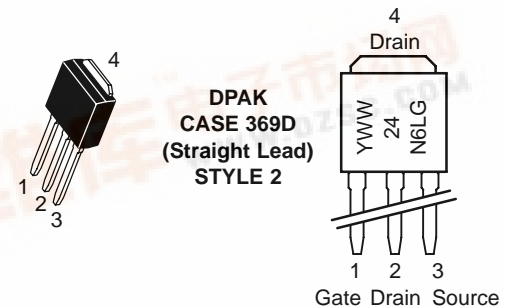 4
1
2
3
DPAK
CASE 369D
(Straight Lead)
STYLE 2
4
Drain
YWW
24
N6LG
1 2 3
Gate Drain Source